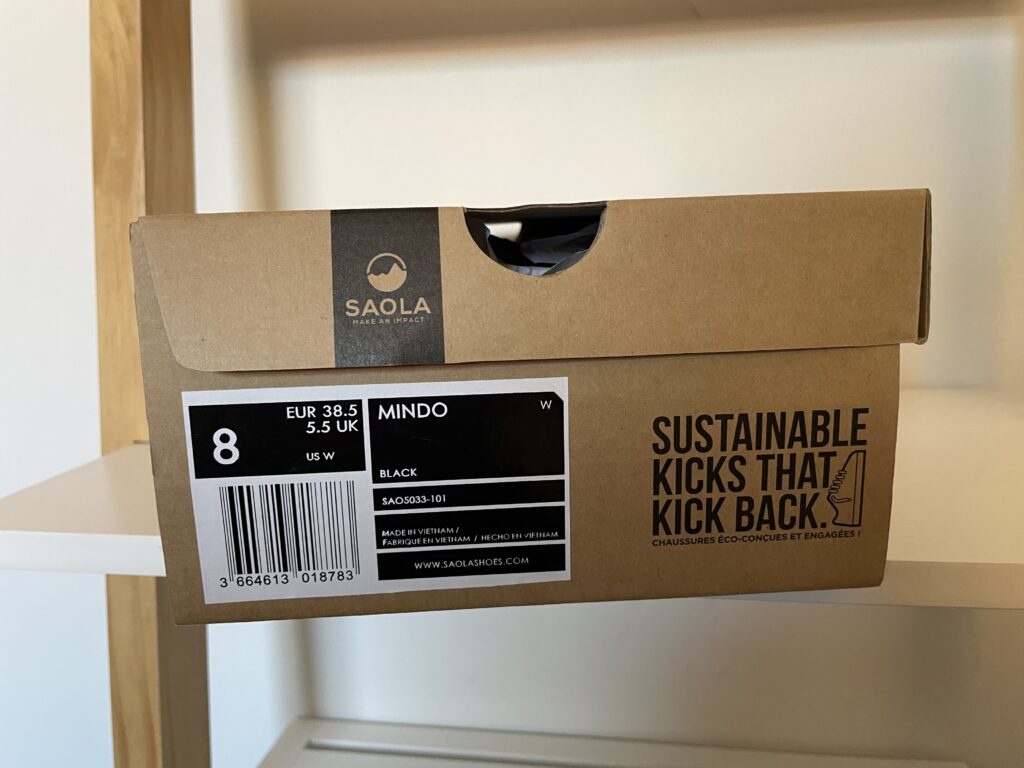 SAOLA
MAKE AN IMPACT
8
EUR 38.5
5.5 UK
US W
3 664613 018783
MINDO
W
BLACK
SAO5033-101
MADE IN VIETNAM /
FABRIQUE EN VIETNAM / HECHO EN VIETNAM
WWW.SAOLASHOES.COM
SUSTAINABLE
KICKS THAT
KICK BACK.
CHAUSSURES ÉCO-CONÇUES ET ENGAGÉES !